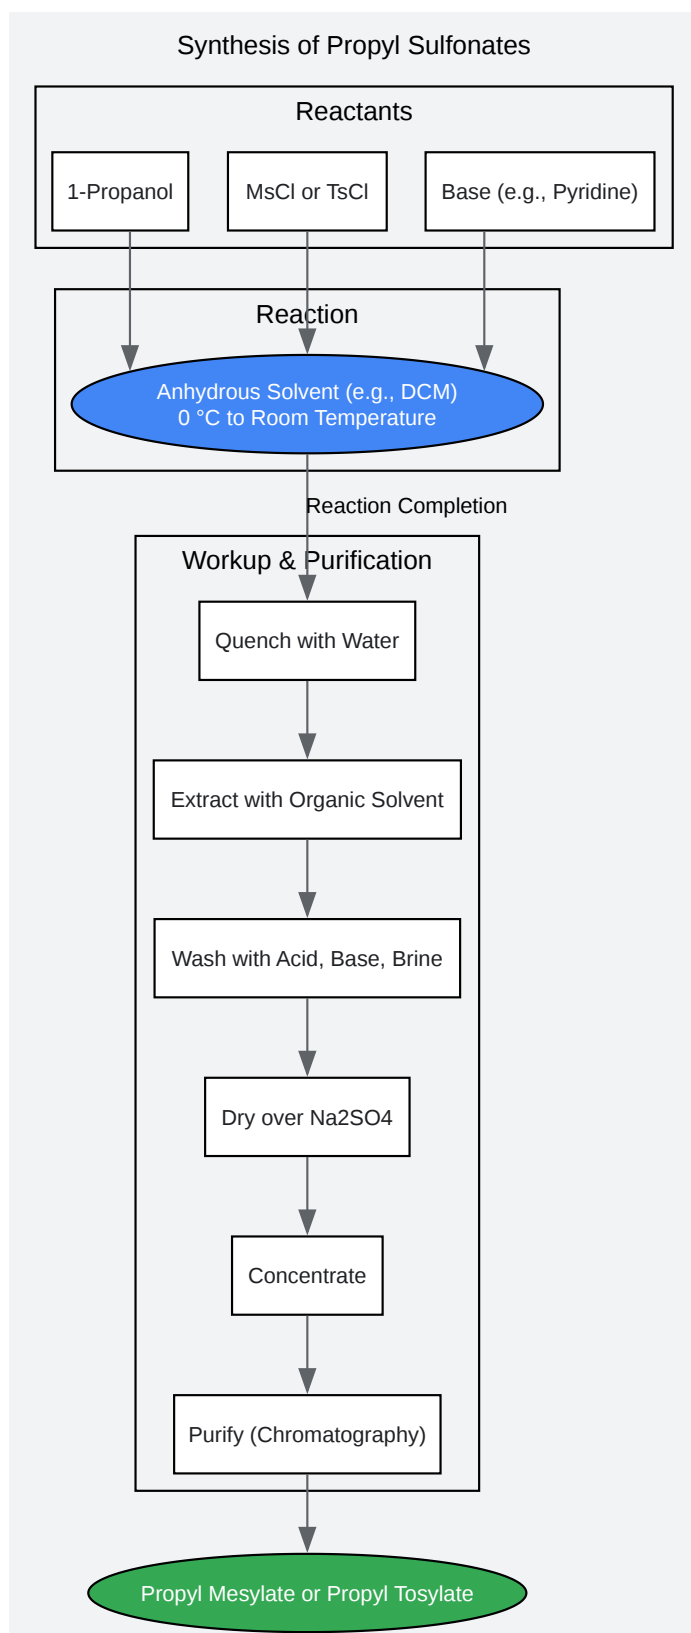 Synthesis of Propyl Sulfonates
Reactants
1-Propanol
MsCl or TsCl
Base (e.g., Pyridine)
Reaction
Anhydrous Solvent (e.g., DCM)
0 °C to Room Temperature
Reaction Completion
Workup & Purification
Quench with Water
Extract with Organic Solvent
Wash with Acid, Base, Brine
Dry over Na2SO4
Concentrate
Purify (Chromatography)
Propyl Mesylate or Propyl Tosylate